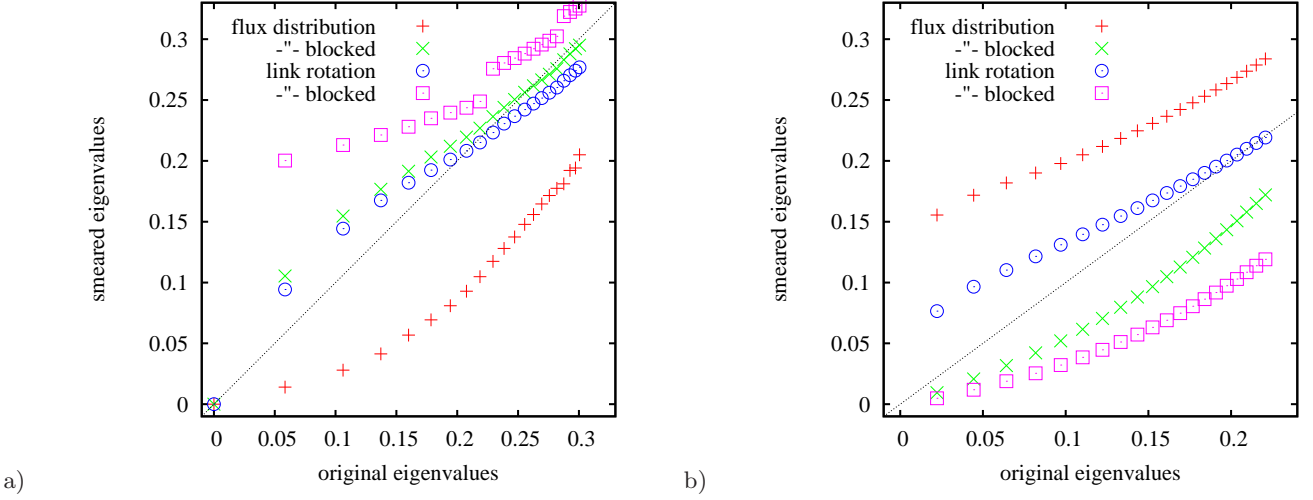 flux distribution
-"- blocked
link rotation
-"- blocked
0.3
0.25
0.2
0.15
0.1
0.05
0
smeared eigenvalues
0 0.05 0.1 0.15 0.2 0.25 0.3
original eigenvalues
a)
flux distribution
-"- blocked
link rotation
-"- blocked
0.3
0.25
0.2
0.15
0.1
0.05
0
smeared eigenvalues
0 0.05 0.1 0.15 0.2
original eigenvalues
b)